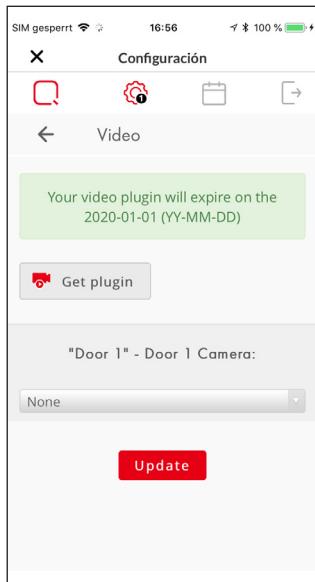 SIM gesperrt 16:56 100 %
Configuración
1
Video
Your video plugin will expire on the
2020-01-01 (YY-MM-DD)
Get plugin
"Door 1" - Door 1 Camera:
None
Update